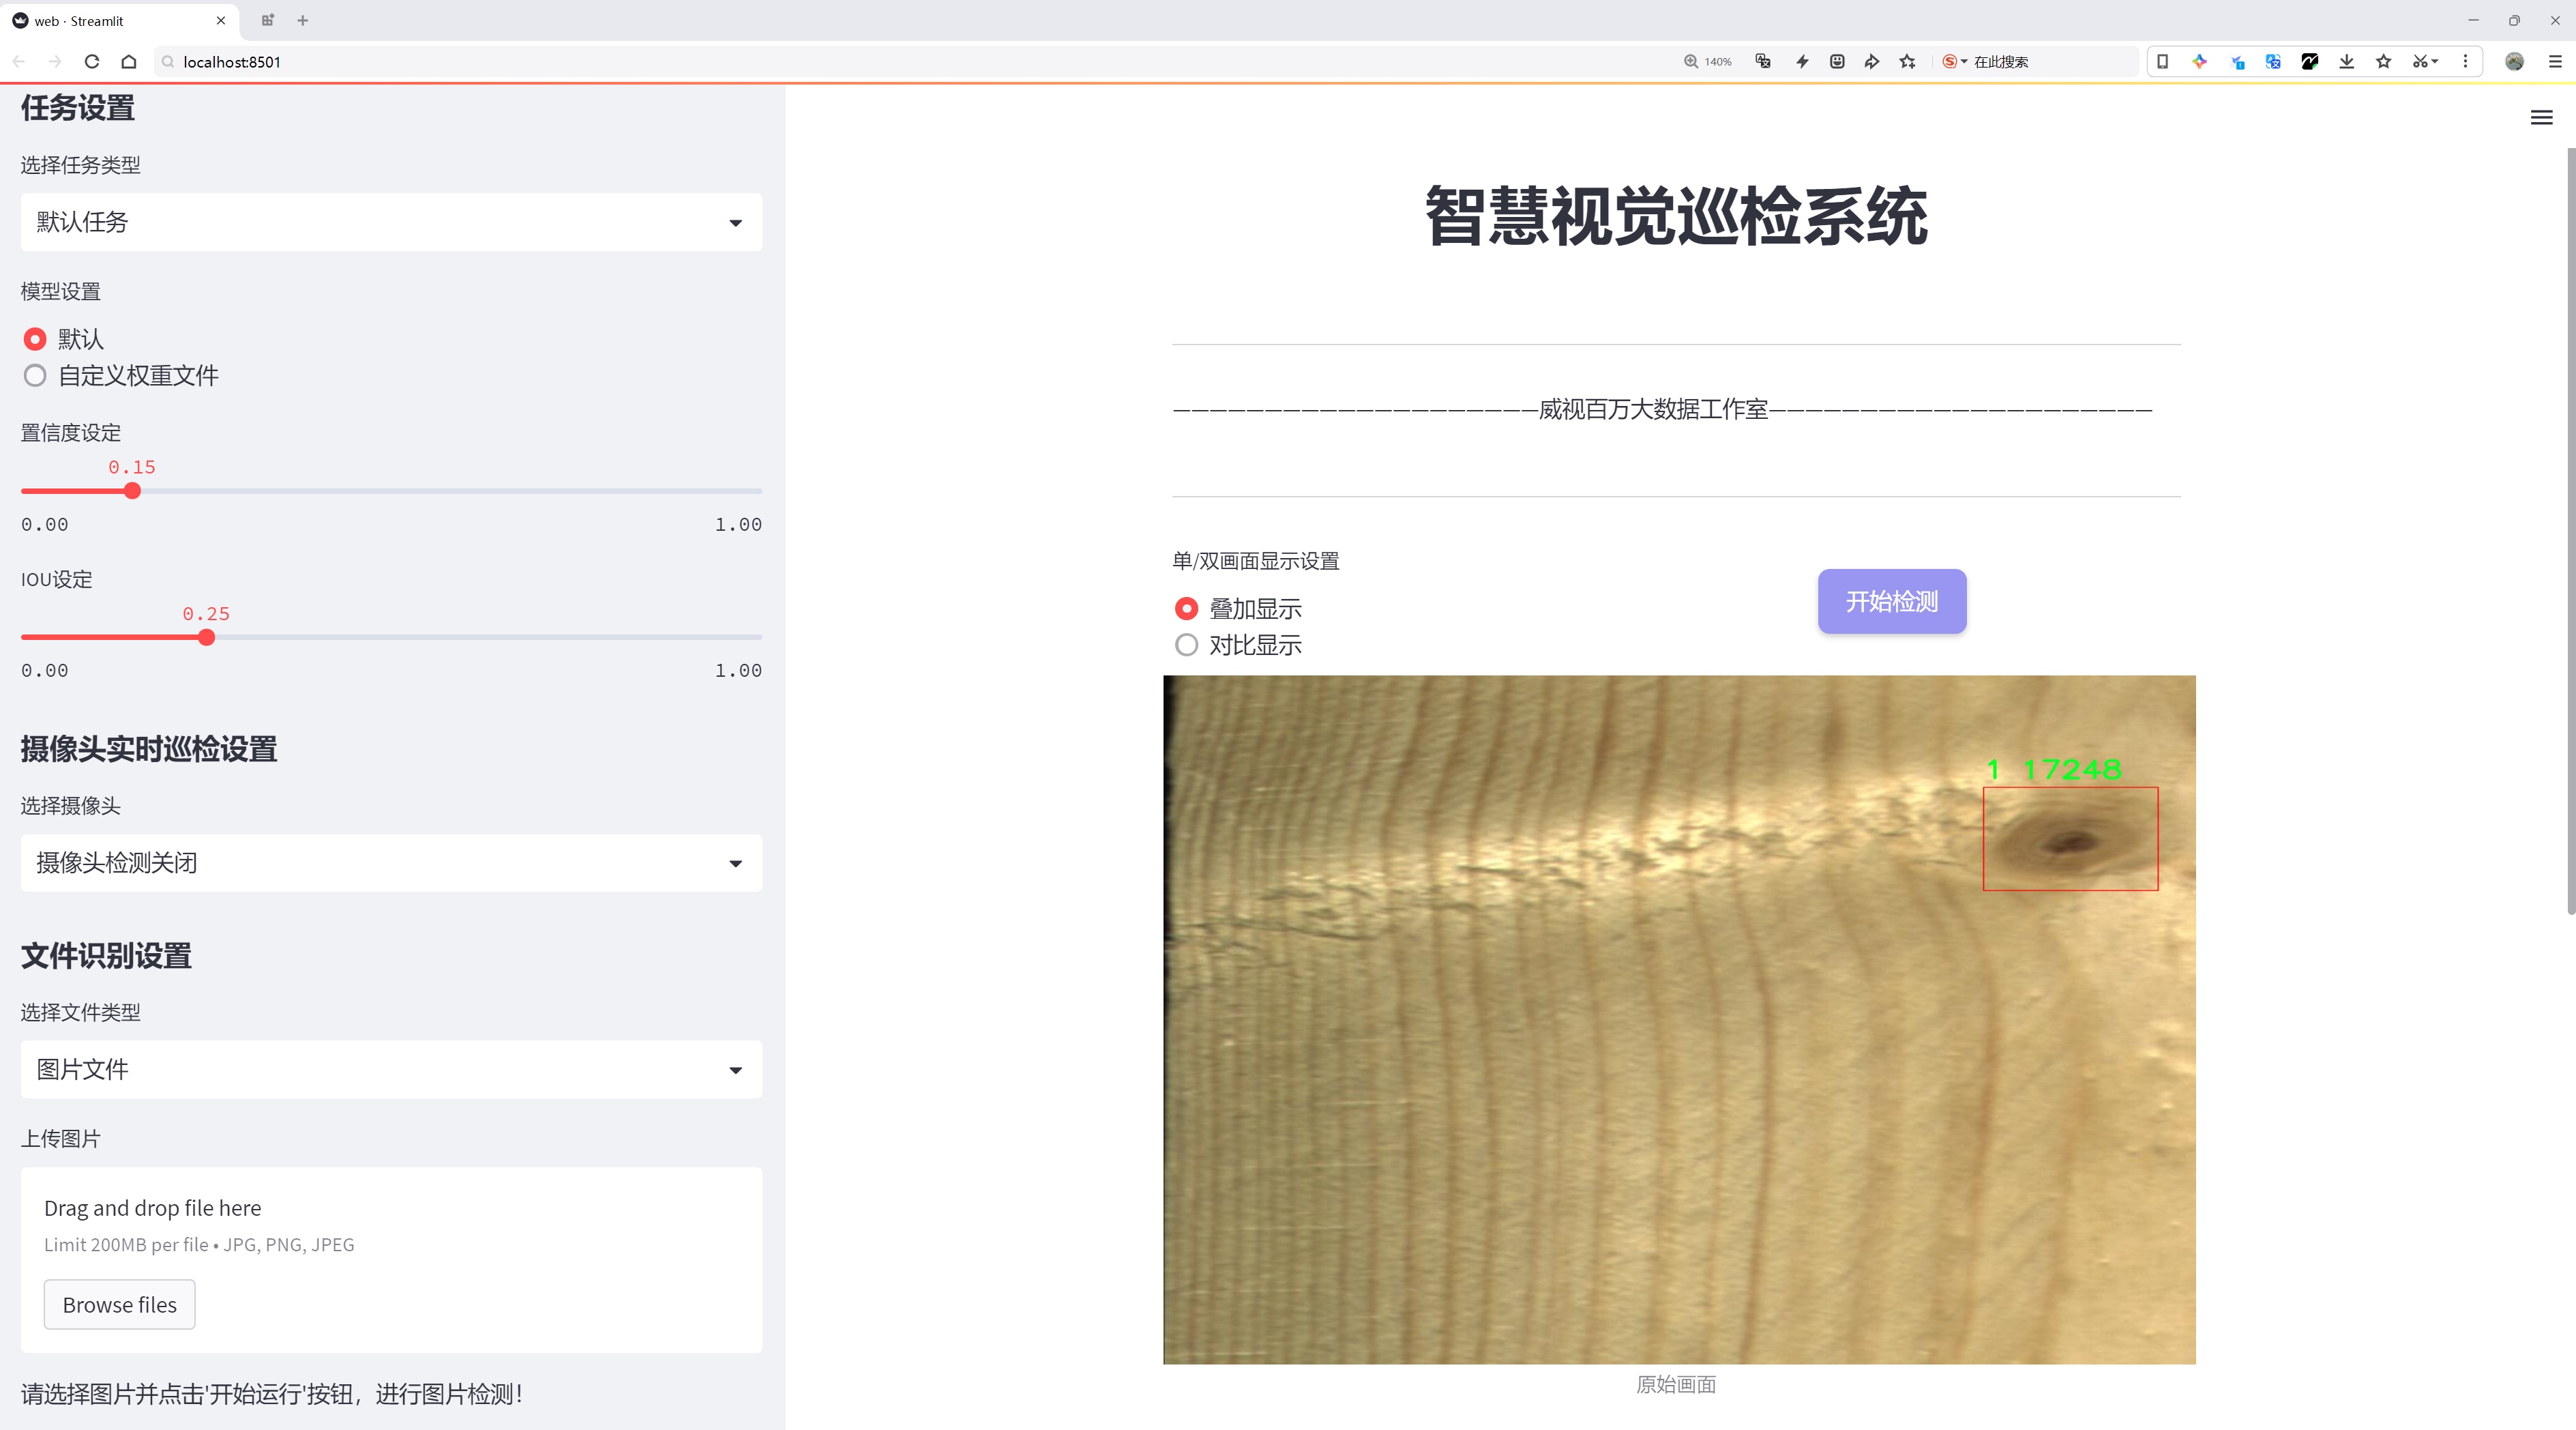 web · Streamlit
localhost:8501
140%
在此搜索
任务设置
选择任务类型
默认任务
模型设置
默认
自定义权重文件
置信度设定
0.15
0.00
1.00
IOU设定
0.25
0.00
1.00
摄像头实时巡检设置
选择摄像头
摄像头检测关闭
文件识别设置
选择文件类型
图片文件
上传图片
Drag and drop file here
Limit 200MB per file • JPG, PNG, JPEG
Browse files
请选择图片并点击'开始运行'按钮，进行图片检测！
智慧视觉巡检系统
————————————————————威视百万大数据工作室—————————————————————
单/双画面显示设置
叠加显示
对比显示
开始检测
1 17248
原始画面